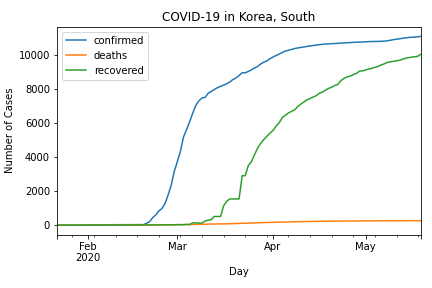 COVID-19 in Korea, South
confirmed
deaths
recovered
Number of Cases
10000
8000
6000
4000
2000
0
Feb
2020
Mar
Apr
May
Day